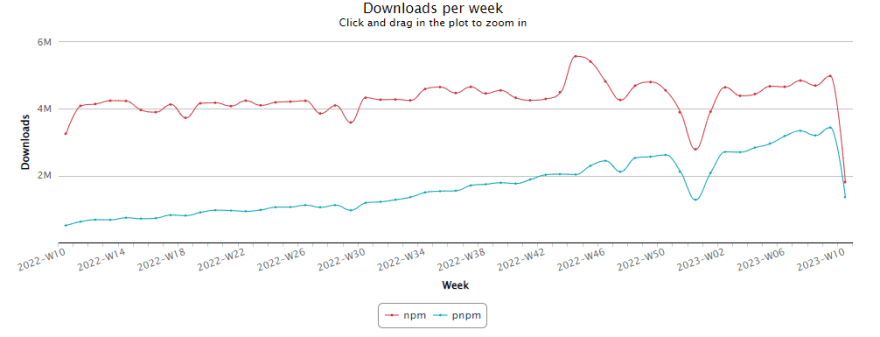 Downloads per week
Click and drag in the plot to zoom in
6M
4M
2M
Downloads
2022-W10 2022-W14 2022-W18 2022-W22 2022-W26 2022-W30 2022-W34 2022-W38 2022-W42 2022-W46 2022-W50 2023-W02 2023-W06 2023-W10
Week
npm pnpm